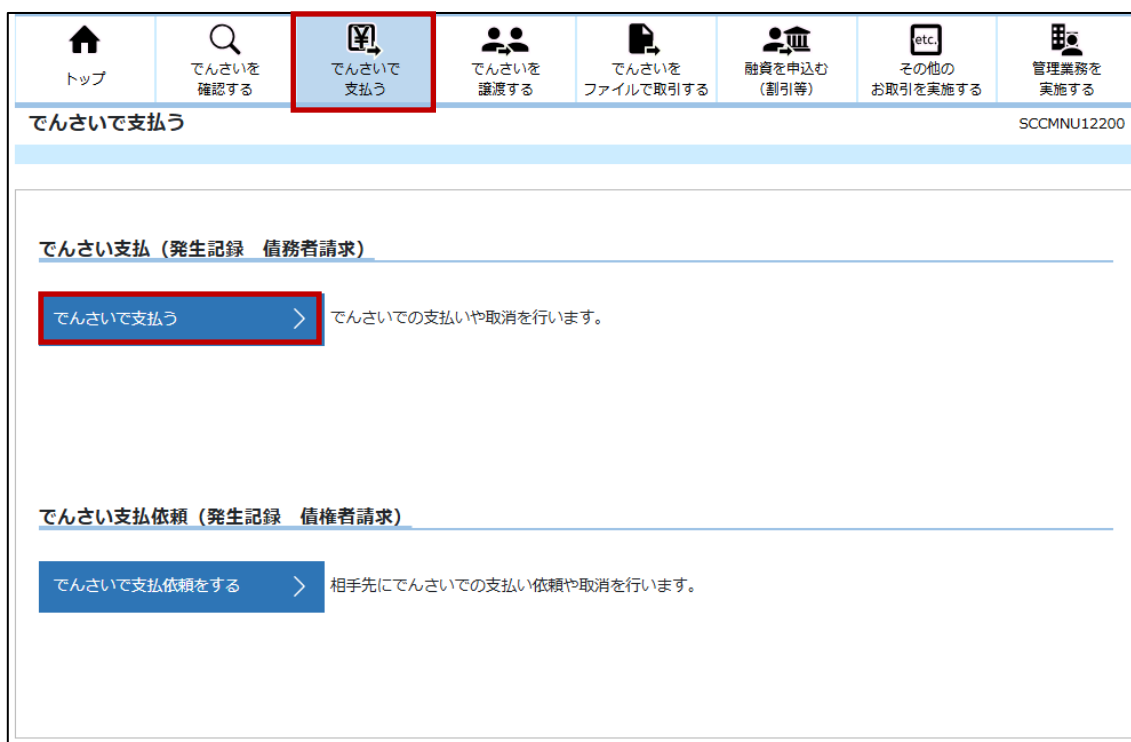 トップ
でんさいを
確認する
でんさいで
支払う
でんさいを
譲渡する
でんさいを
ファイルで取引する
融資を申込む
（割引等）
etc.
その他の
お取引を実施する
管理業務を
実施する
でんさいで支払う
SCCMNU12200
でんさい支払（発生記録　債務者請求）
でんさいで支払う
でんさいでの支払いや取消を行います。
でんさい支払依頼（発生記録　債権者請求）
でんさいで支払依頼をする
相手先にでんさいでの支払い依頼や取消を行います。